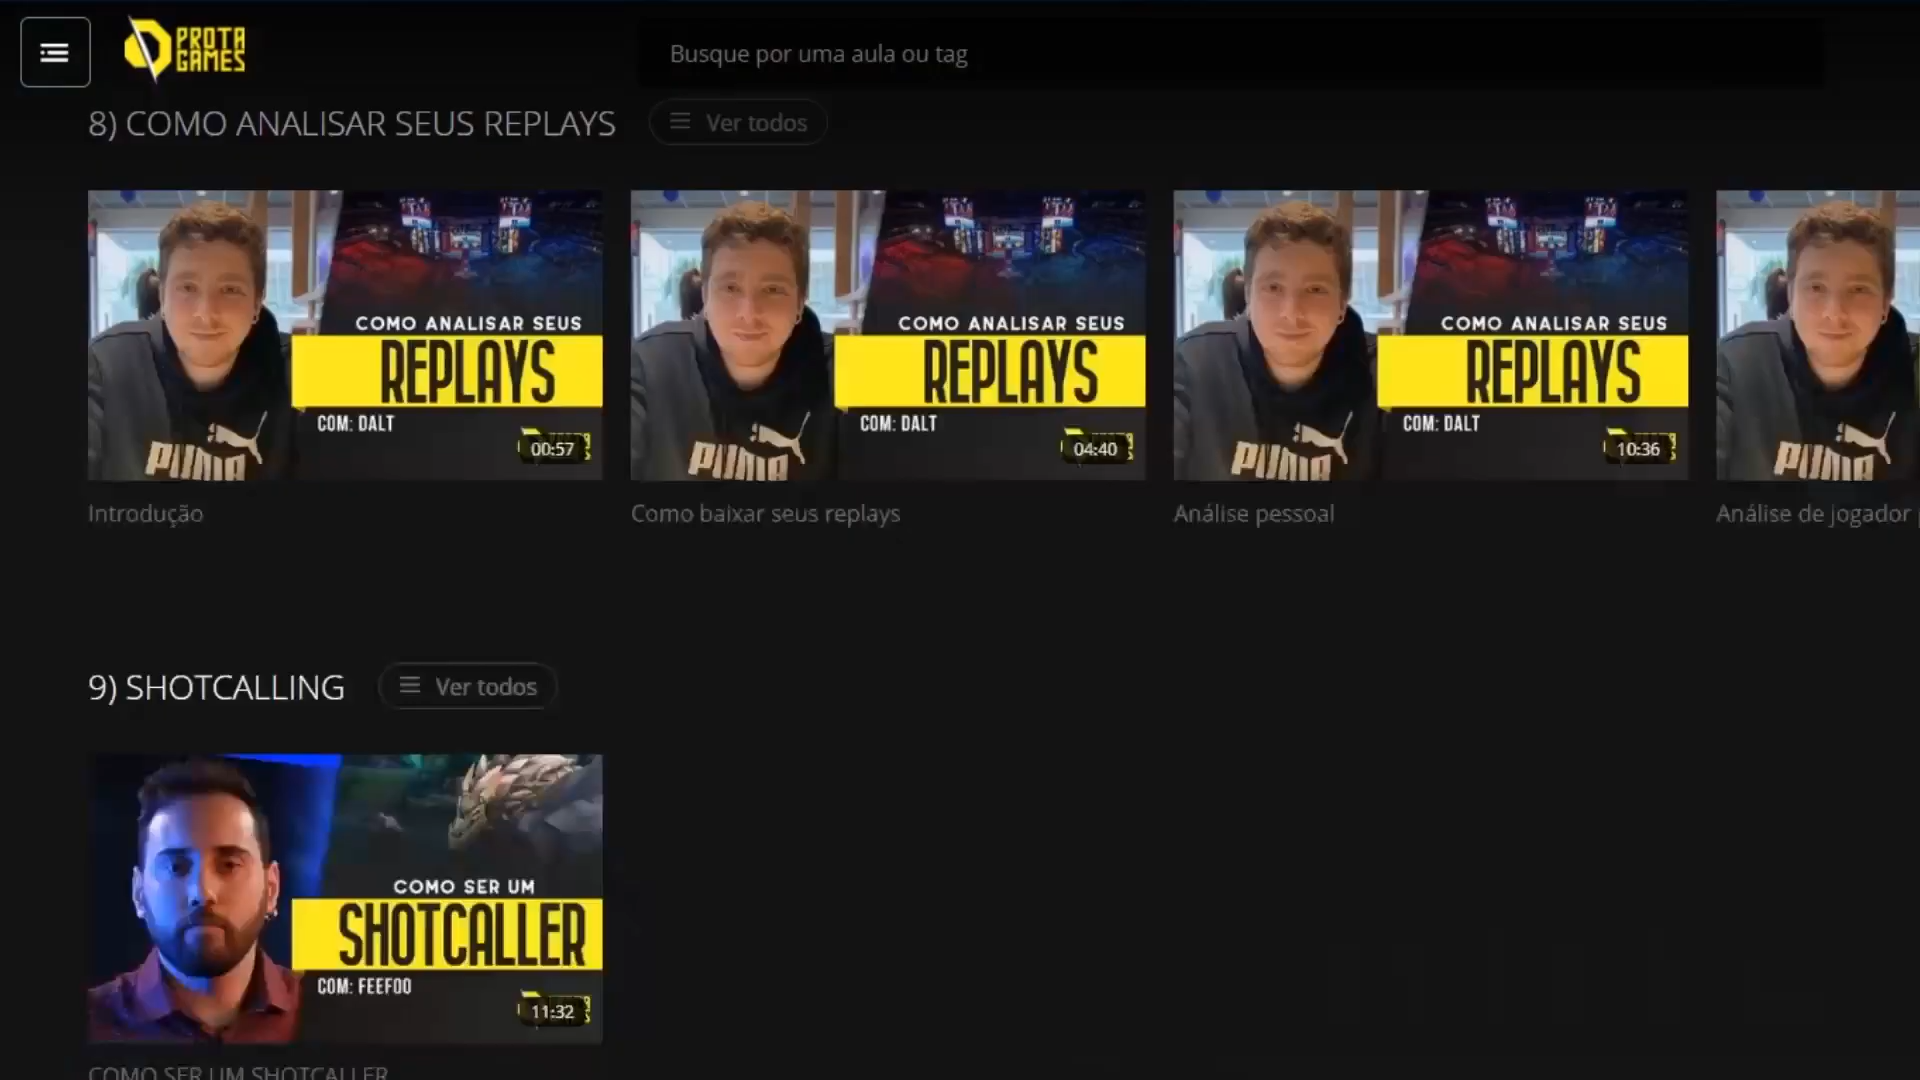 PROTA
GAMES
Busque por uma aula ou tag
8) COMO ANALISAR SEUS REPLAYS
Ver todos
COMO ANALISAR SEUS
REPLAYS
COM: DALT
PUMA
00:57
COMO ANALISAR SEUS
REPLAYS
COM: DALT
PUMA
04:40
COMO ANALISAR SEUS
REPLAYS
COM: DALT
PUMA
10:36
PUMA
Introdução
Como baixar seus replays
Análise pessoal
Análise de jogador
9) SHOTCALLING
Ver todos
COMO SER UM
SHOTCALLER
COM: FEEFOO
11:32
COMO SER UM SHOTCALLER